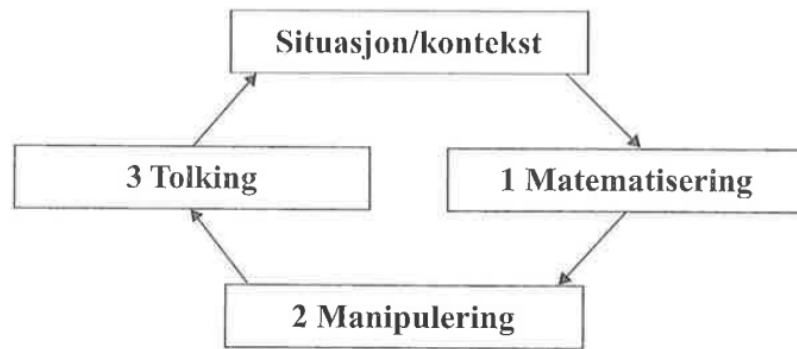 Situasjon/kontekst
3 Tolking
1 Matematisering
2 Manipulering